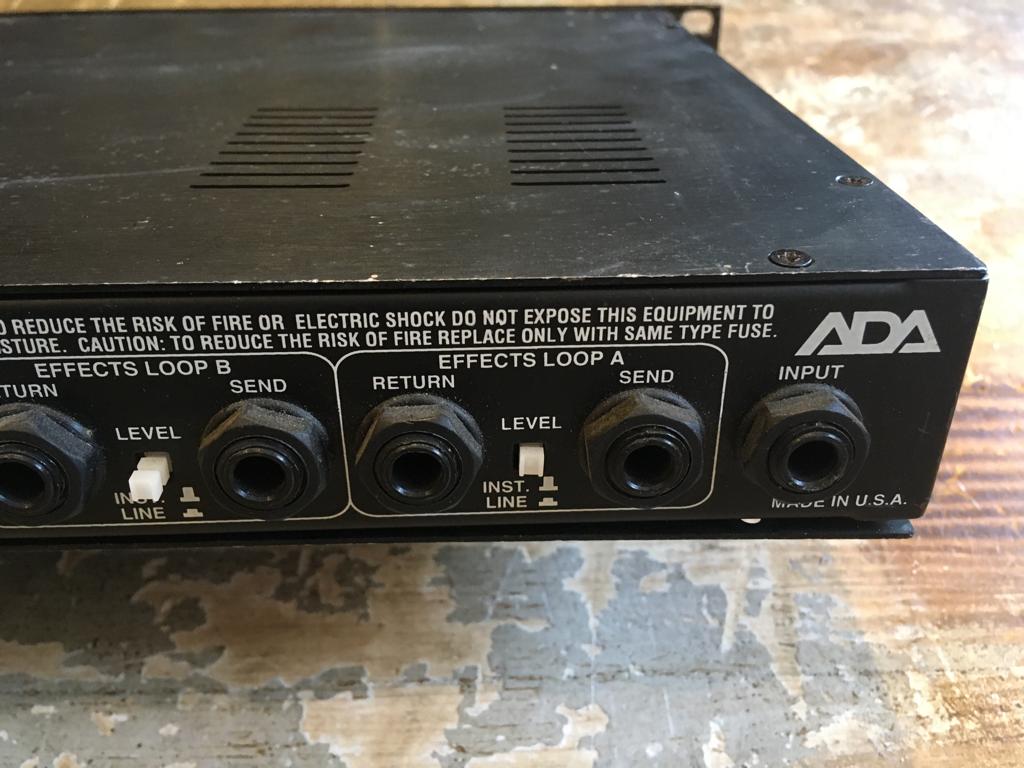 O REDUCE THE RISK OF FIRE OR ELECTRIC SHOCK DO NOT EXPOSE THIS EQUIPMENT TO
ISTURE. CAUTION: TO REDUCE THE RISK OF FIRE REPLACE ONLY WITH SAME TYPE FUSE.
ADA
EFFECTS LOOP B
EFFECTS LOOP A
TURN
SEND
RETURN
SEND
INPUT
LEVEL
LEVEL
INST.
LINE
INST.
LINE
MADE IN U.S.A.